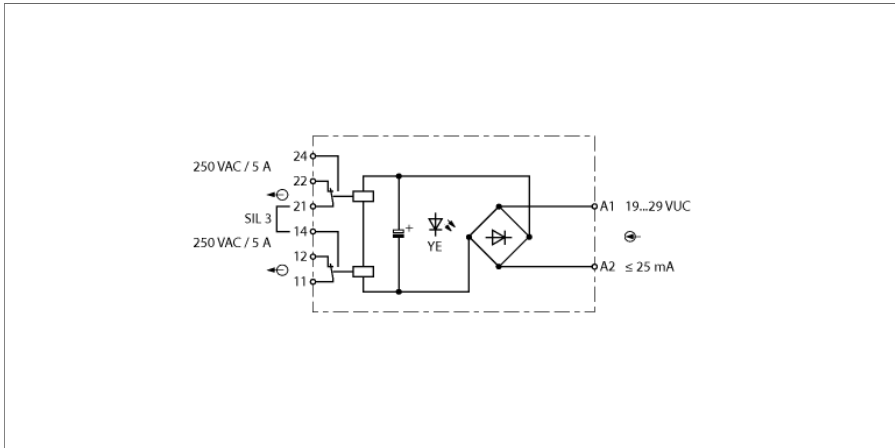 24
250 VAC / 5 A
22
21
SIL 3
14
250 VAC / 5 A
12
11
+
YE
A1 19...29 VUC
A2 ≤ 25 mA